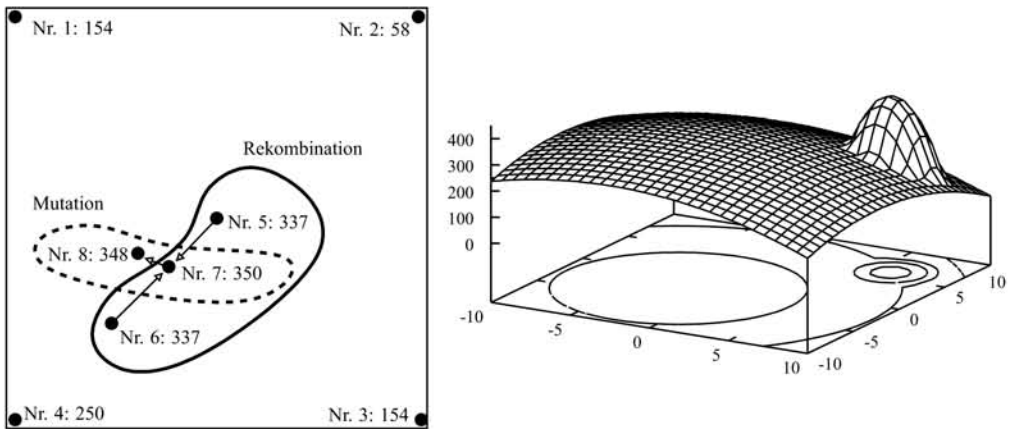 Nr. 1: 154
Nr. 2: 58
Rekombination
Mutation
Nr. 5: 337
Nr. 8: 348
Nr. 7: 350
Nr. 6: 337
Nr. 4: 250
Nr. 3: 154
400
300
200
100
0
-10
-5
0
5
10
-10
-5
0
5
10